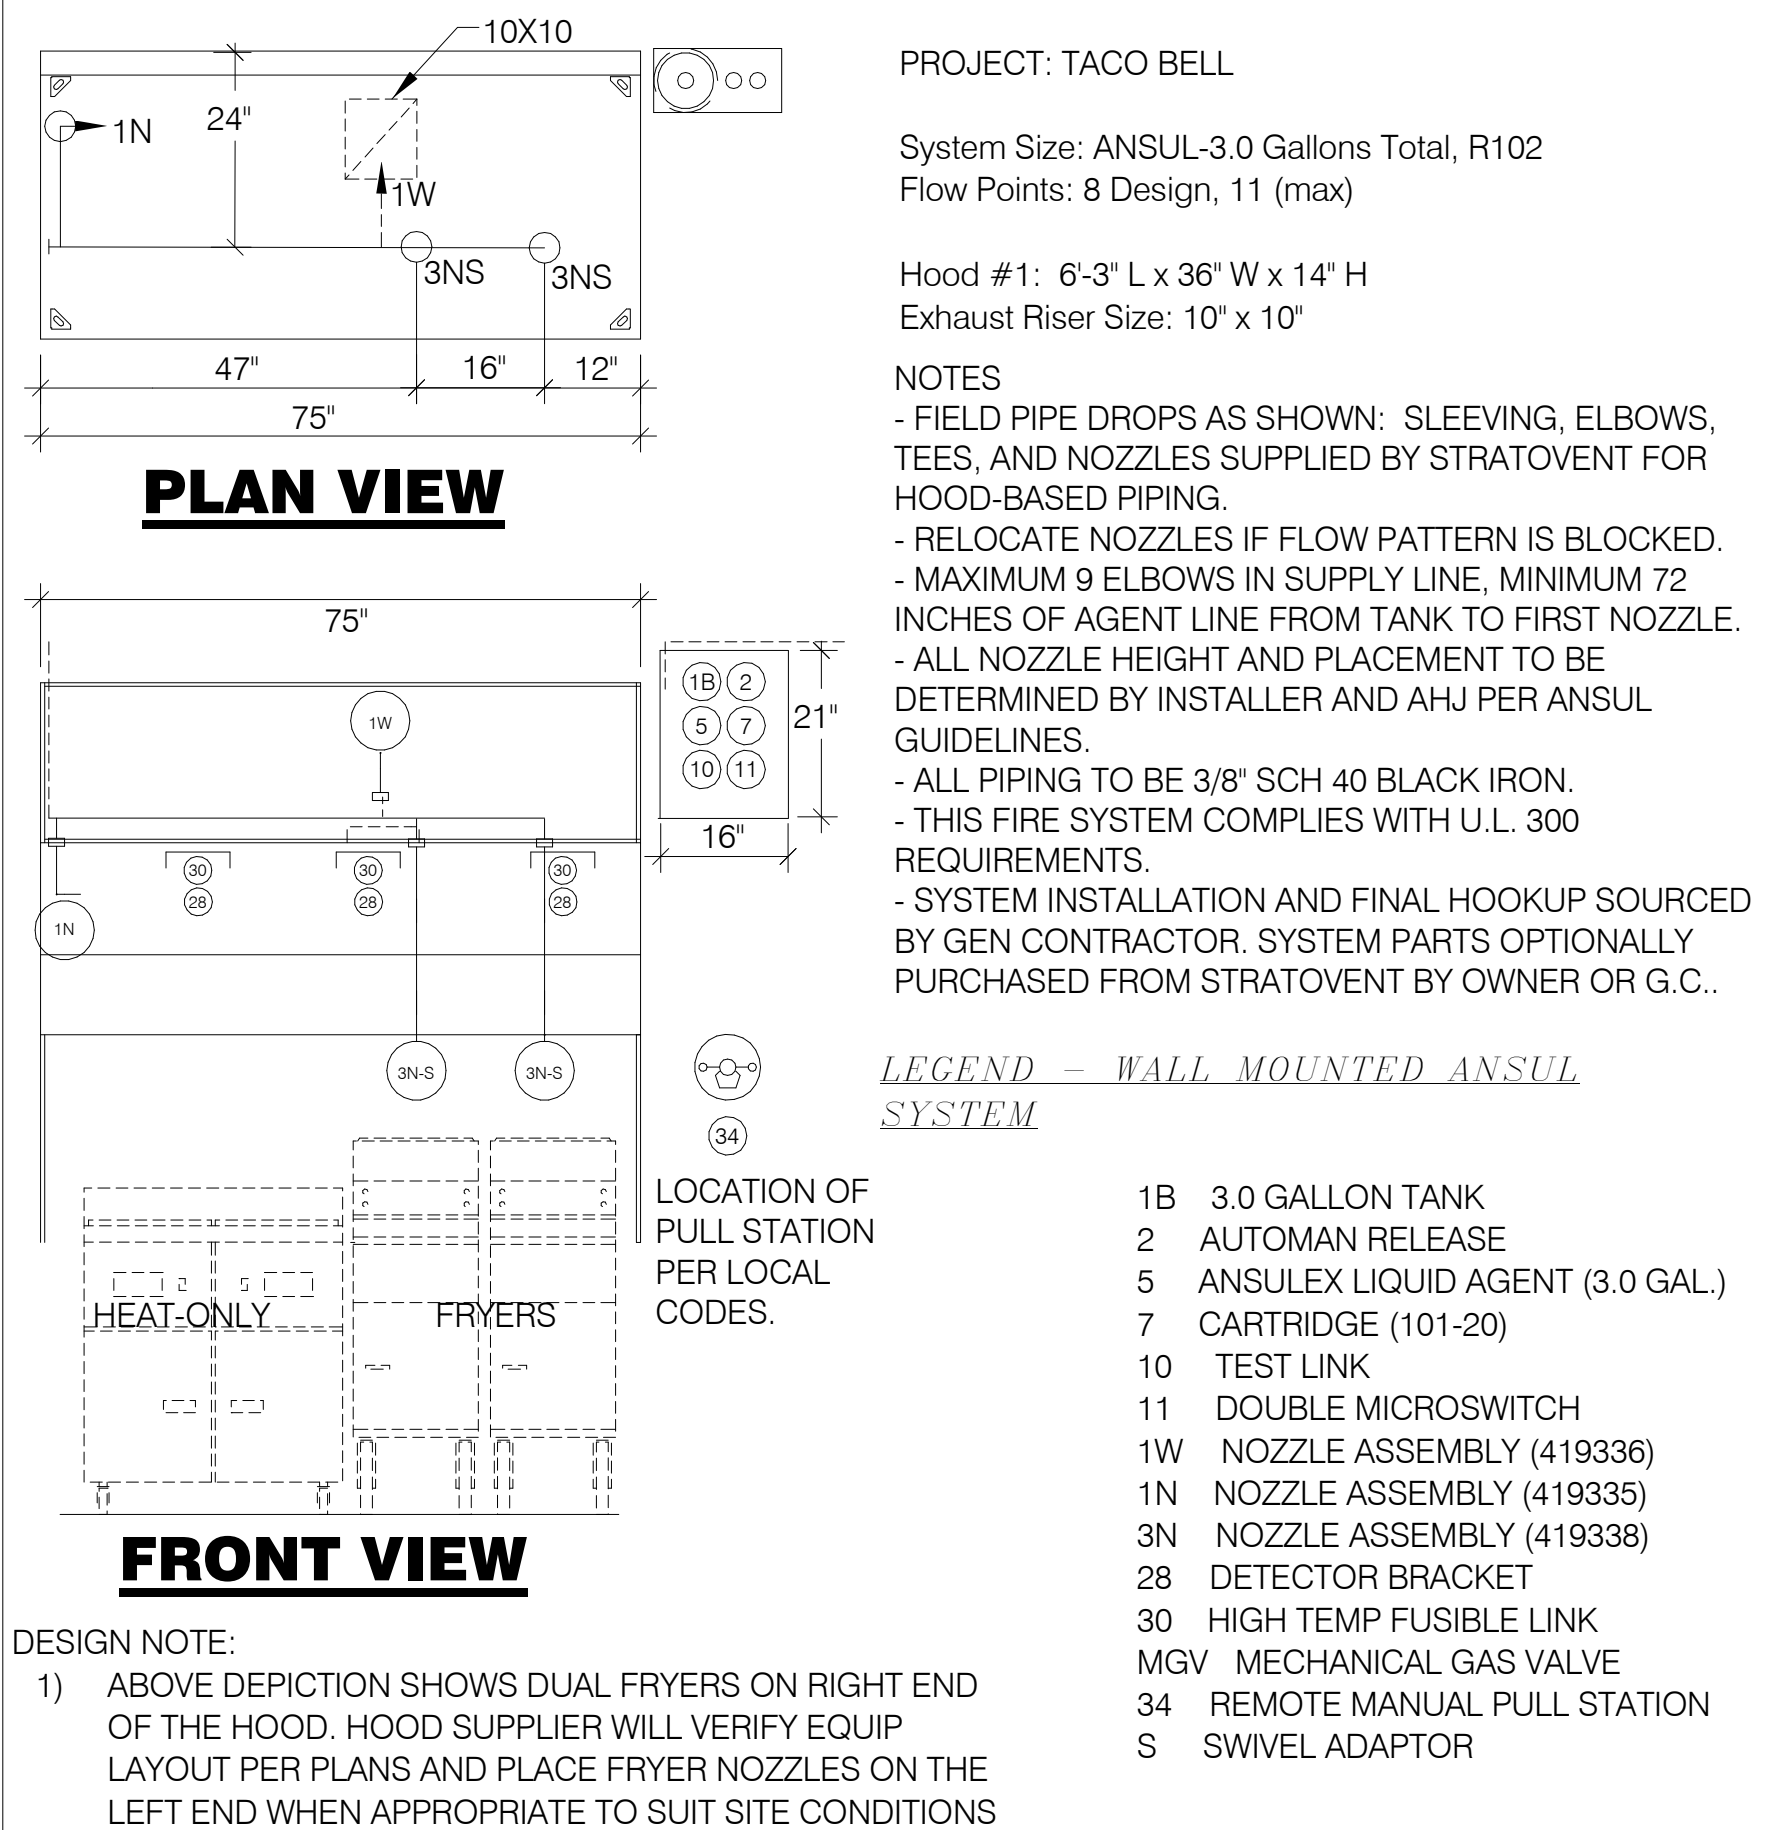 10X10
24"
1N
1W
3NS
3NS
47"
16"
12"
75"
PLAN VIEW
75"
1W
1B
2
5
7
10
11
21"
16"
30
30
30
28
28
28
1N
3N-S
3N-S
34
LOCATION OF
PULL STATION
PER LOCAL
CODES.
HEAT-ONLY
FRYERS
FRONT VIEW
DESIGN NOTE:
1) ABOVE DEPICTION SHOWS DUAL FRYERS ON RIGHT END
OF THE HOOD. HOOD SUPPLIER WILL VERIFY EQUIP
LAYOUT PER PLANS AND PLACE FRYER NOZZLES ON THE
LEFT END WHEN APPROPRIATE TO SUIT SITE CONDITIONS
PROJECT: TACO BELL
System Size: ANSUL-3.0 Gallons Total, R102
Flow Points: 8 Design, 11 (max)
Hood #1: 6'-3" L x 36" W x 14" H
Exhaust Riser Size: 10" x 10"
NOTES
- FIELD PIPE DROPS AS SHOWN: SLEEVING, ELBOWS,
TEES, AND NOZZLES SUPPLIED BY STRATOVENT FOR
HOOD-BASED PIPING.
- RELOCATE NOZZLES IF FLOW PATTERN IS BLOCKED.
- MAXIMUM 9 ELBOWS IN SUPPLY LINE, MINIMUM 72
INCHES OF AGENT LINE FROM TANK TO FIRST NOZZLE.
- ALL NOZZLE HEIGHT AND PLACEMENT TO BE
DETERMINED BY INSTALLER AND AHJ PER ANSUL
GUIDELINES.
- ALL PIPING TO BE 3/8" SCH 40 BLACK IRON.
- THIS FIRE SYSTEM COMPLIES WITH U.L. 300
REQUIREMENTS.
- SYSTEM INSTALLATION AND FINAL HOOKUP SOURCED
BY GEN CONTRACTOR. SYSTEM PARTS OPTIONALLY
PURCHASED FROM STRATOVENT BY OWNER OR G.C..
LEGEND - WALL MOUNTED ANSUL
SYSTEM
1B 3.0 GALLON TANK
2 AUTOMAN RELEASE
5 ANSULEX LIQUID AGENT (3.0 GAL.)
7 CARTRIDGE (101-20)
10 TEST LINK
11 DOUBLE MICROSWITCH
1W NOZZLE ASSEMBLY (419336)
1N NOZZLE ASSEMBLY (419335)
3N NOZZLE ASSEMBLY (419338)
28 DETECTOR BRACKET
30 HIGH TEMP FUSIBLE LINK
MGV MECHANICAL GAS VALVE
34 REMOTE MANUAL PULL STATION
S SWIVEL ADAPTOR